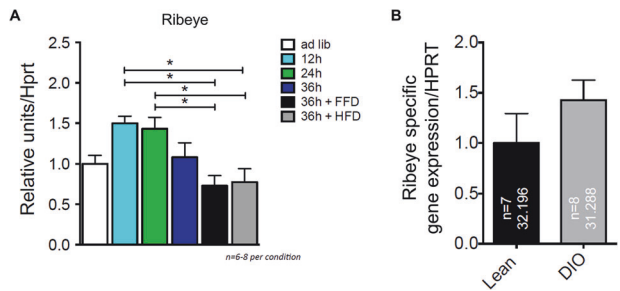 A
Ribeye
Relative units/Hprt
2.5
2.0
1.5
1.0
0.5
0.0
*
*
*
*
ad lib
12h
24h
36h
36h + FFD
36h + HFD
n=6-8 per condition
B
Ribeye specific
gene expression/HPRT
2.0
1.5
1.0
0.5
0.0
n=7
32.196
n=8
31.288
Lean
DIO